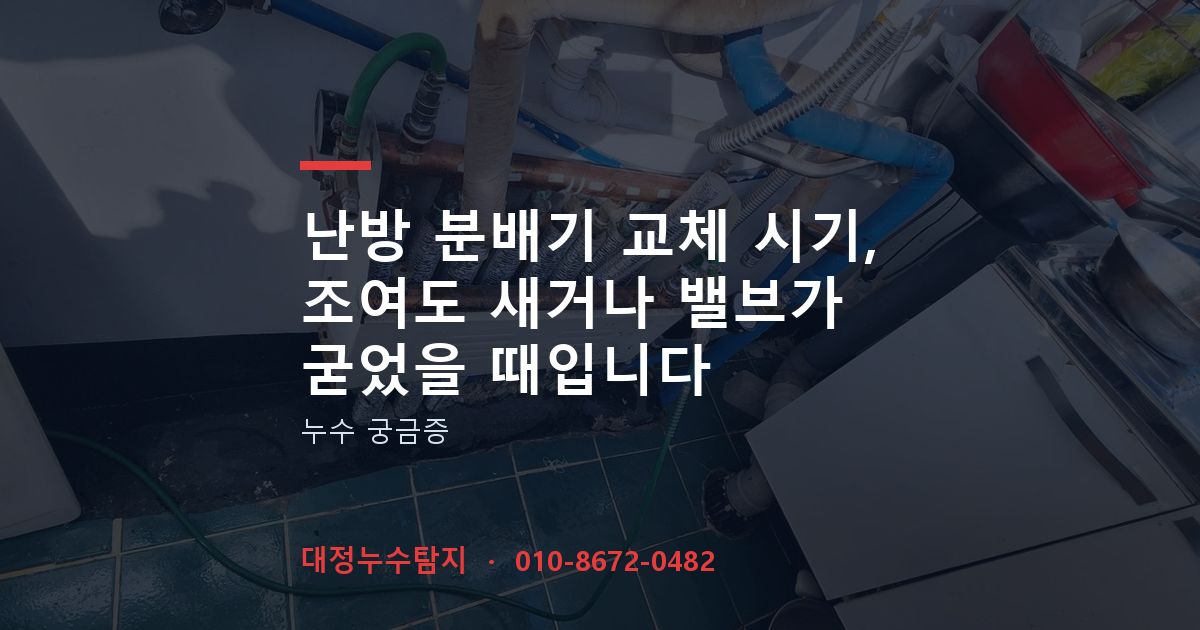 난방 분배기 교체 시기,
조여도 새거나 밸브가
굳었을 때입니다
누수 궁금증
대정누수탐지 · 010-8672-0482